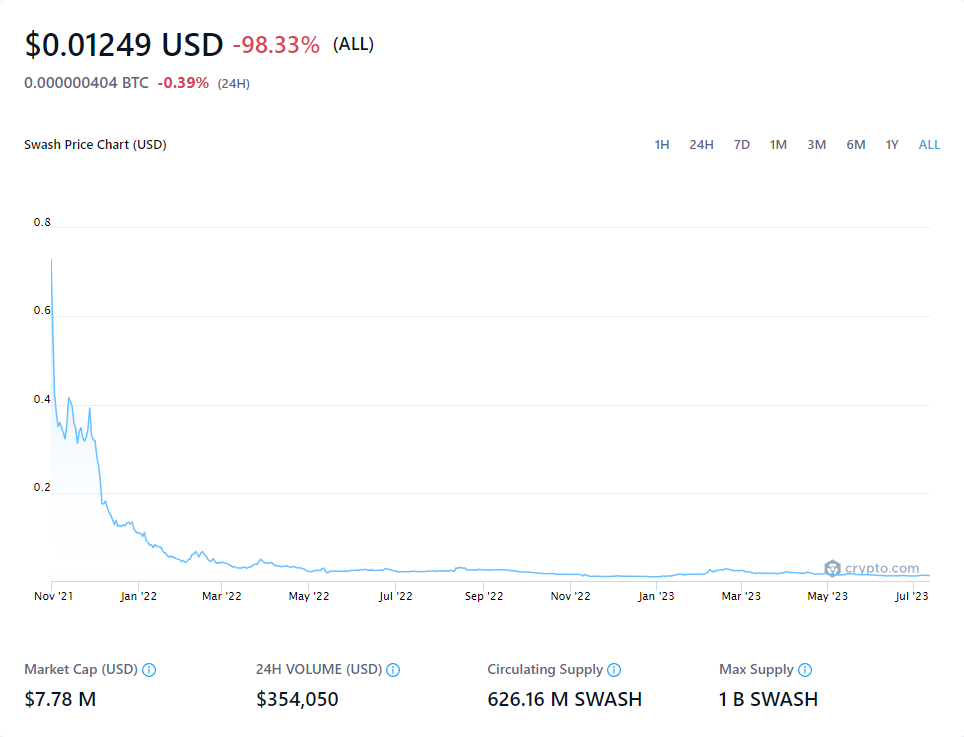 $0.01249 USD -98.33% (ALL)
0.000000404 BTC -0.39% (24H)
Swash Price Chart (USD) 1H 24H 7D 1M 3M 6M 1Y ALL
0.8
0.6
0.4
0.2
crypto.com
Nov '21 Jan '22 Mar '22 May '22 Jul '22 Sep '22 Nov '22 Jan '23 Mar '23 May '23 Jul '23
Market Cap (USD) 24H VOLUME (USD) Circulating Supply Max Supply
$7.78 M $354,050 626.16 M SWASH 1 B SWASH